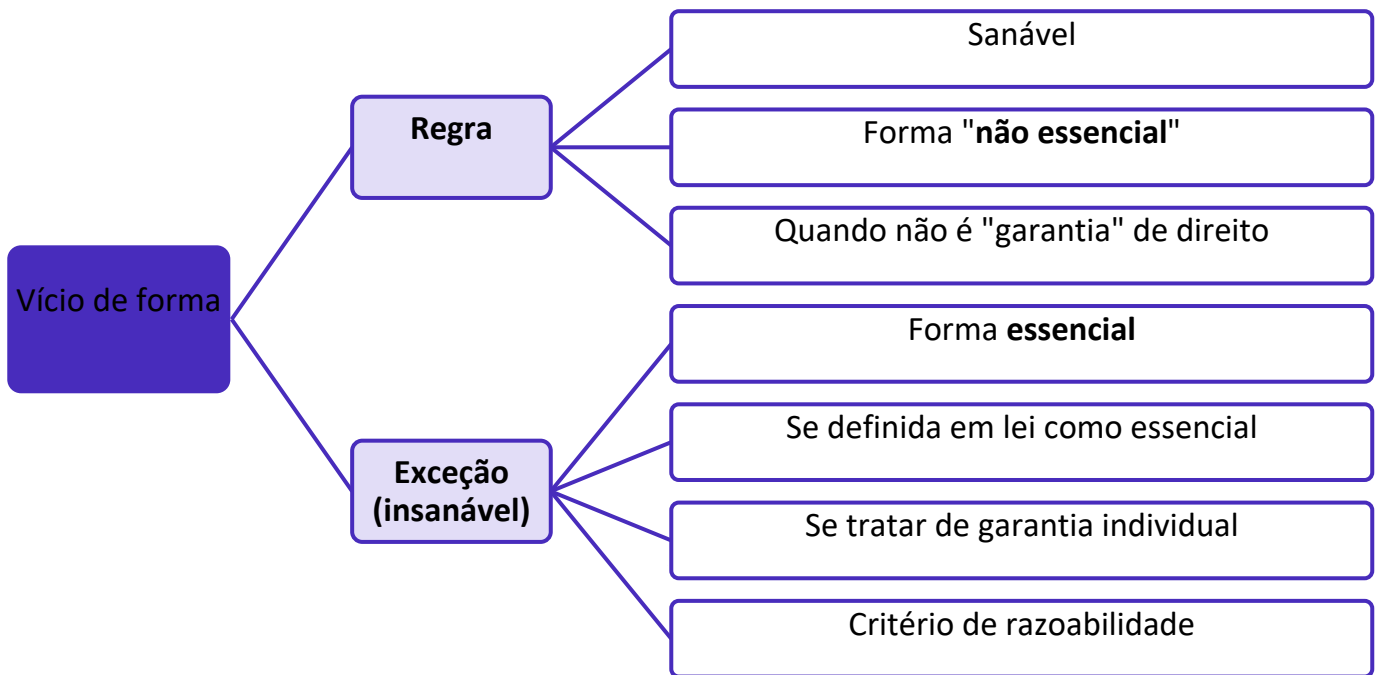 Vício de forma
Regra
Sanável
Forma "não essencial"
Quando não é "garantia" de direito
Exceção
(insanável)
Forma essencial
Se definida em lei como essencial
Se tratar de garantia individual
Critério de razoabilidade